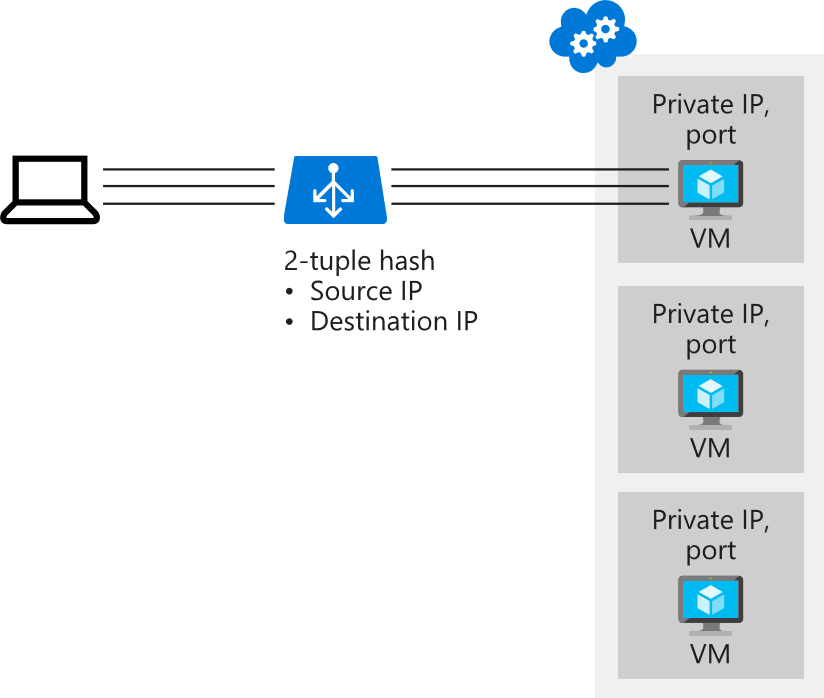 Private IP,
port
VM
2-tuple hash
• Source IP
• Destination IP
Private IP,
port
VM
Private IP,
port
VM